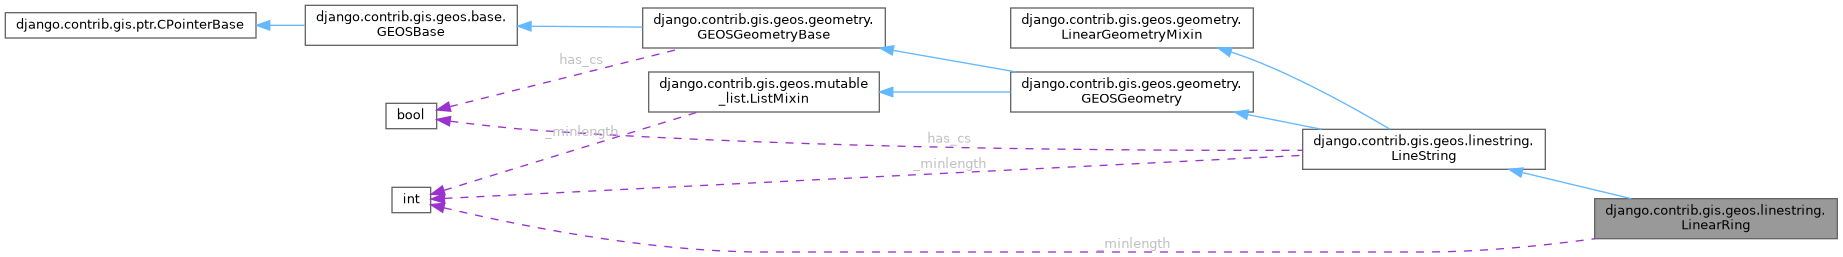 django.contrib.gis.ptr.CPointerBase
django.contrib.gis.geos.base.
GEOSBase
django.contrib.gis.geos.geometry.
GEOSGeometryBase
django.contrib.gis.geos.geometry.
LinearGeometryMixin
has_cs
django.contrib.gis.geos.mutable
_list.ListMixin
django.contrib.gis.geos.geometry.
GEOSGeometry
bool
_minlength
has_cs
django.contrib.gis.geos.linestring.
LineString
_minlength
int
django.contrib.gis.geos.linestring.
LinearRing
_minlength